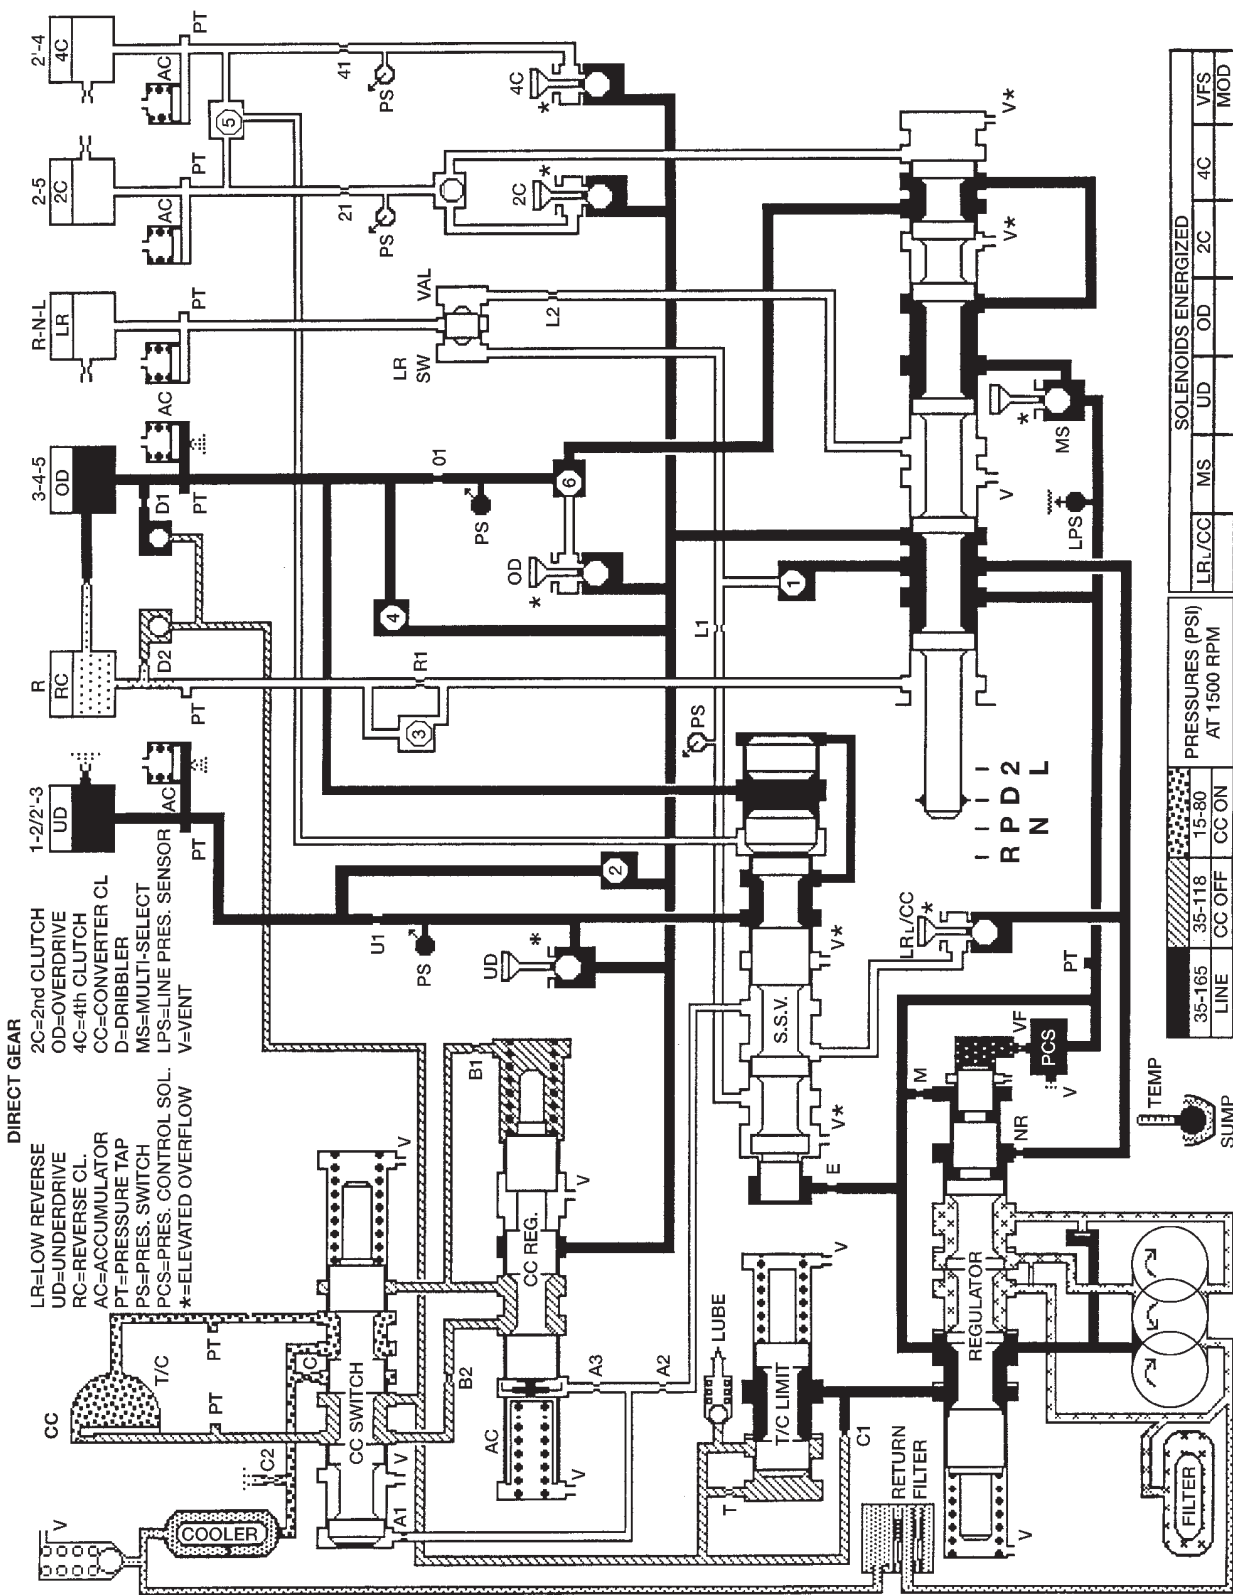 DIRECT GEAR
LR=LOW REVERSE
UD=UNDERDRIVE
RC=REVERSE CL.
AC=ACCUMULATOR
PT=PRESSURE TAP
PS=PRES. SWITCH
PCS=PRES. CONTROL SOL.
*=ELEVATED OVERFLOW
2C=2nd CLUTCH
OD=OVERDRIVE
4C=4th CLUTCH
CC=CONVERTER CL
D=DRIBBLER
MS=MULTI-SELECT
LPS=LINE PRES. SENSOR
V=VENT
1-2/2'-3
UD
R
RC
3-4-5
OD
R-N-L
LR
2-5
2C
2'-4
4C
AC
PT
AC
PT
AC
PT
AC
PT
AC
PT
PT
D1
D2
5
41
PS
21
PS
4C
*
2C
*
LR
SW
VAL
L2
01
PS
6
OD
*
4
R1
3
L1
1
PS
2
U1
PS
UD
*
CC
T/C
PT
PT
C2
C
V
COOLER
CC SWITCH
V
V
A1
B1
B2
CC REG.
V
AC
V
A3
A2
LUBE
T/C LIMIT
V
T
C1
RETURN
FILTER
FILTER
REGULATOR
V
NR
M
VF
PCS
V
PT
E
S.S.V.
V*
V*
LRL/CC
*
R P D 2
N L
V
V*
V*
MS
*
LPS
TEMP
SUMP
35-165
35-118
15-80
PRESSURES (PSI)
AT 1500 RPM
LINE
CC OFF
CC ON
SOLENOIDS ENERGIZED
LRL/CC
MS
UD
OD
2C
4C
VFS
MOD